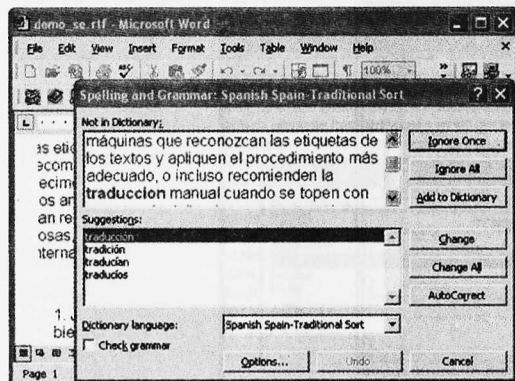 demo_se.rtf - Microsoft Word
File Edit View Insert Format Tools Table Window Help
100%
Spelling and Grammar: Spanish Spain-Traditional Sort
Not in Dictionary:
máquinas que reconozcan las etiquetas de
los textos y apliquen el procedimiento más
adecuado, o incluso recomienden la
traduccion manual cuando se topen con
Ignore Once
Ignore All
Add to Dictionary
Suggestions:
traducción
tradición
traducían
traducíos
Change
Change All
AutoCorrect
Dictionary language: Spanish Spain-Traditional Sort
Check grammar
Options... Undo Cancel
1. J
bie
Page 1